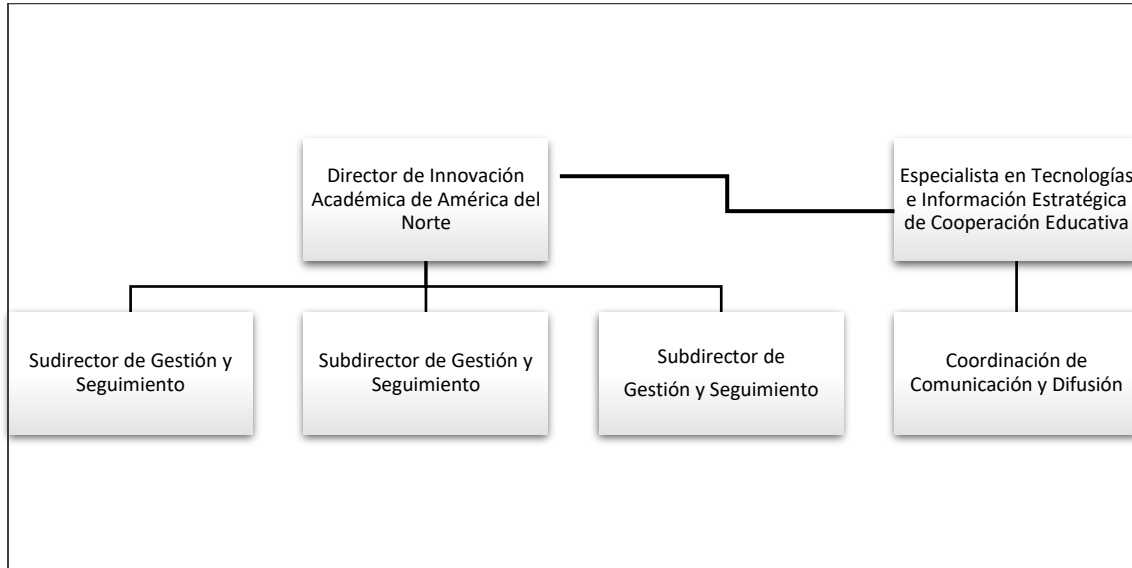 Director de Innovación
Académica de América del
Norte
Especialista en Tecnologías
e Información Estratégica
de Cooperación Educativa
Sudirector de Gestión y
Seguimiento
Subdirector de Gestión y
Seguimiento
Subdirector de
Gestión y Seguimiento
Coordinación de
Comunicación y Difusión